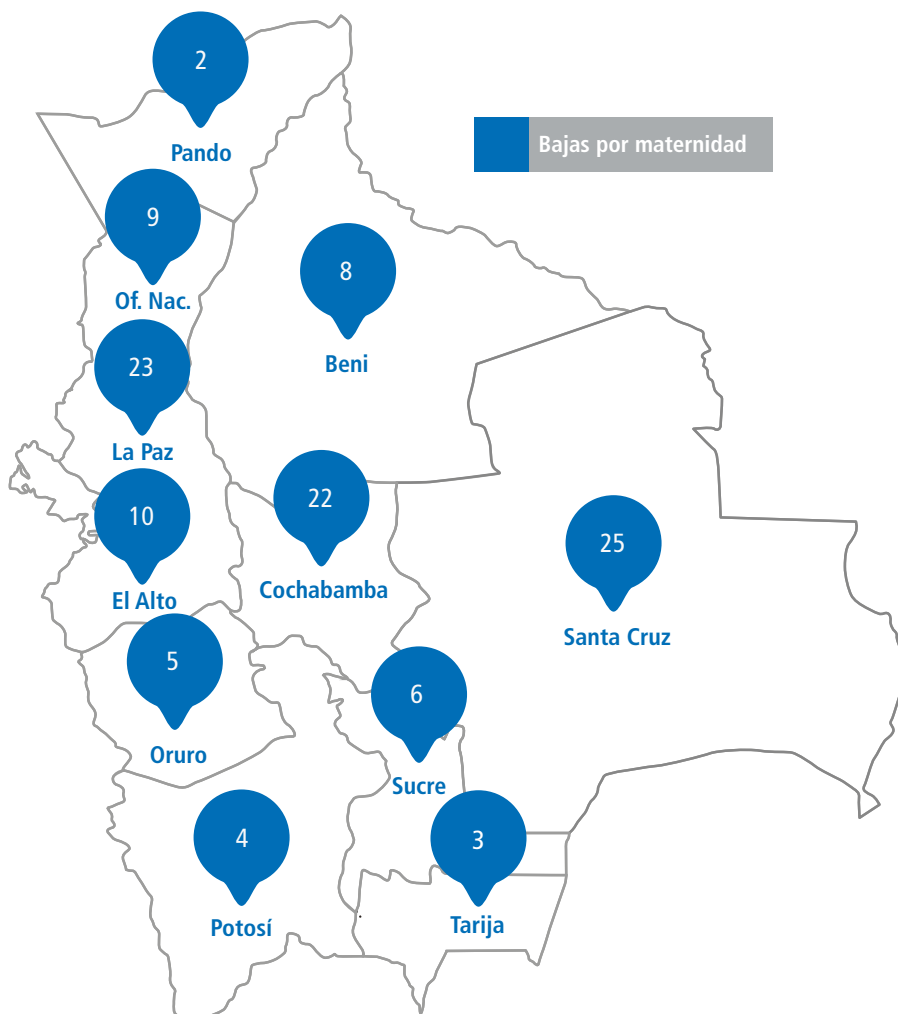 2
Pando
Bajas por maternidad
9
Of. Nac.
8
Beni
23
La Paz
10
El Alto
22
Cochabamba
25
Santa Cruz
5
Oruro
6
Sucre
4
Potosí
3
Tarija